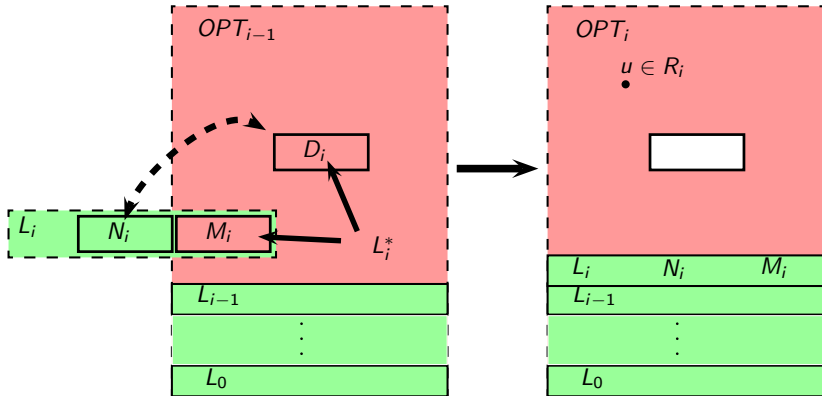 OPT_{i−1}
D_i
L_i
N_i
M_i
L_i^*
L_{i−1}
⋮
L_0
OPT_i
u ∈ R_i
L_i N_i M_i
L_{i−1}
⋮
L_0